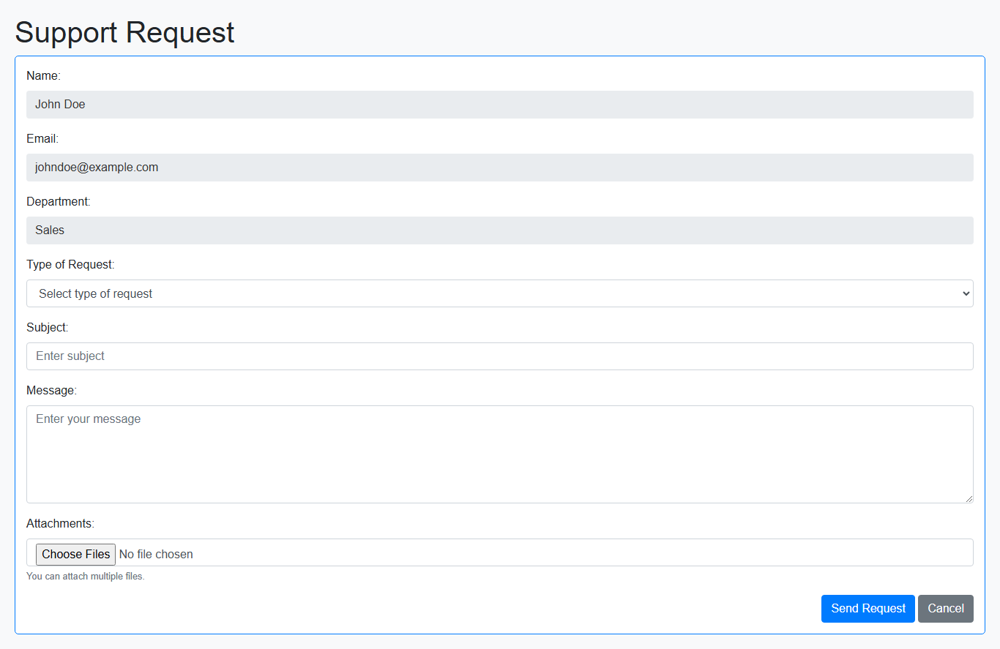 Support Request
Name:
John Doe
Email:
johndoe@example.com
Department:
Sales
Type of Request:
Select type of request
Subject:
Enter subject
Message:
Enter your message
Attachments:
Choose Files No file chosen
You can attach multiple files.
Send Request Cancel